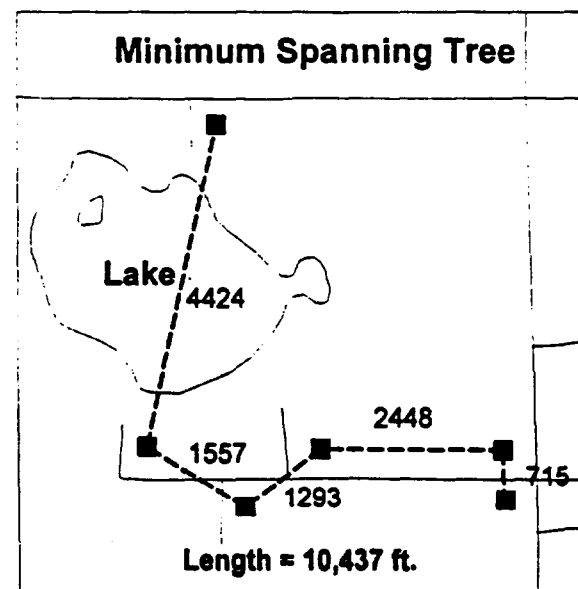 Minimum Spanning Tree
Lake
4424
2448
1557
715
1293
Length = 10,437 ft.